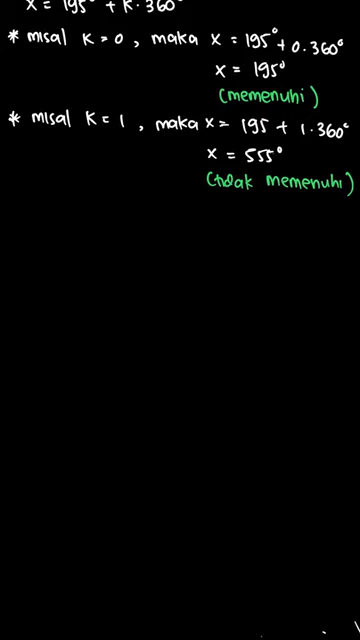 x = 195° + k.360°
* misal k = 0, maka x = 195° + 0.360°
x = 195°
(memenuhi)
* misal k = 1, maka x = 195 + 1.360°
x = 555°
(tidak memenuhi)